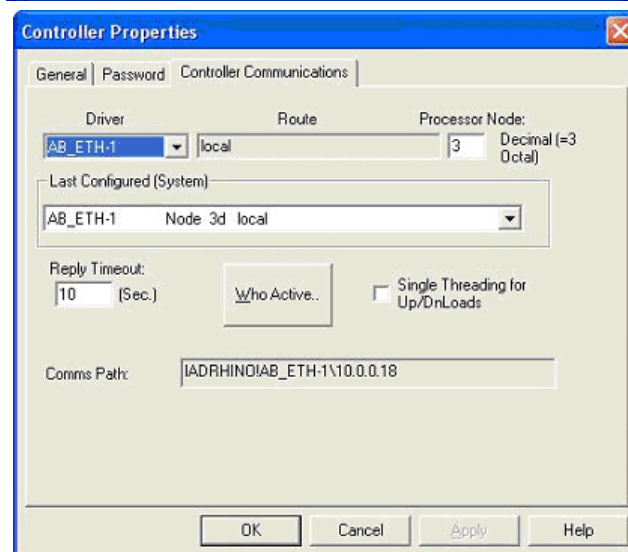 Controller Properties
General Password Controller Communications
Driver Route Processor Node:
AB_ETH-1 local 3 Decimal (=3
Octal)
Last Configured (System)
AB_ETH-1 Node 3d local
Reply Timeout:
10 (Sec.) Who Active.. Single Threading for
Up/DnLoads
Comms Path: IADRHINO!AB_ETH-1\10.0.0.18
OK Cancel Apply Help